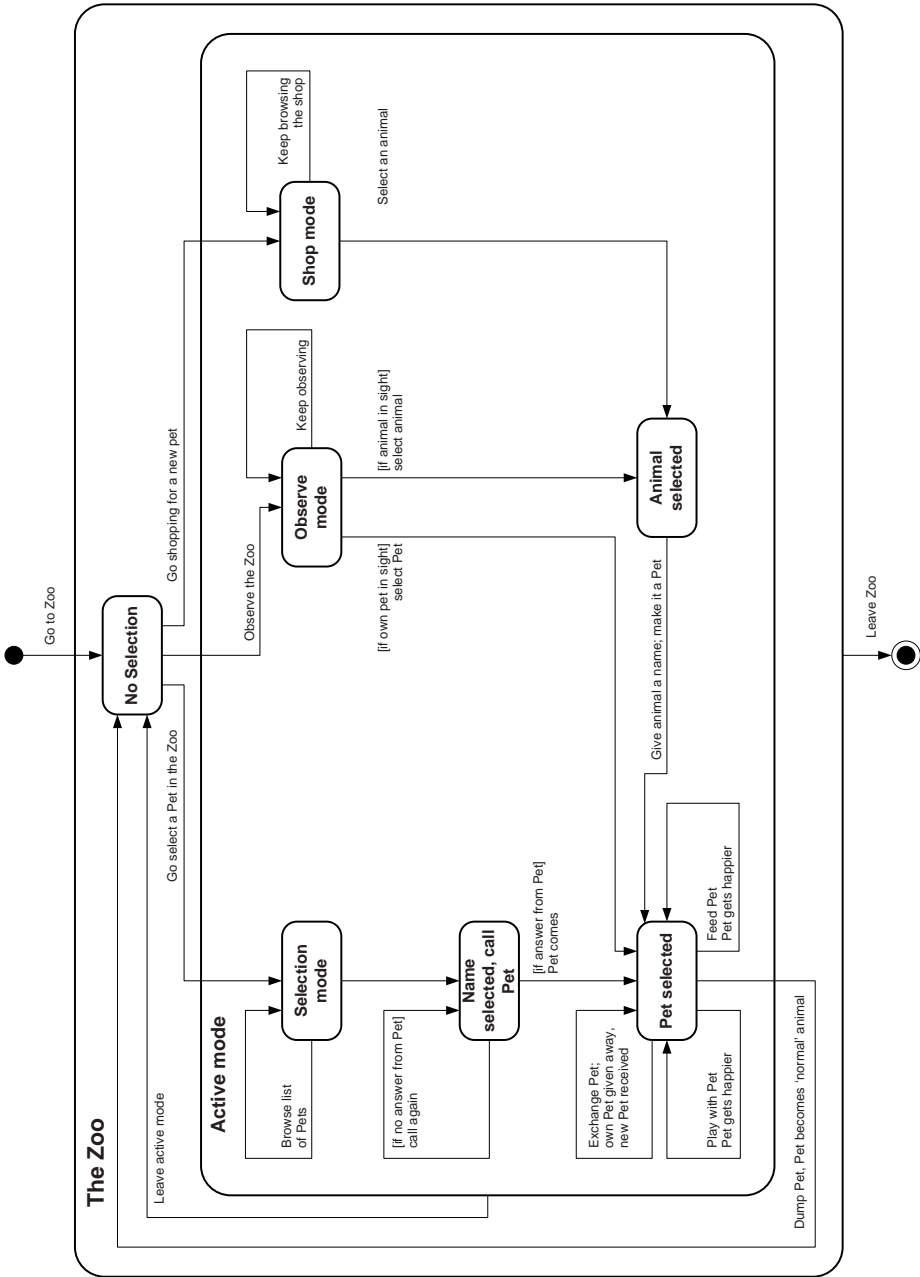 The Zoo
Go to Zoo
No Selection
Leave active mode
Go select a Pet in the Zoo
Observe the Zoo
Go shopping for a new pet
Active mode
Browse list
of Pets
Selection
mode
Observe
mode
Keep observing
Shop mode
Keep browsing
the shop
[if no answer from Pet]
call again
Name
selected, call
Pet
[if answer from Pet]
Pet comes
[if own pet in sight]
select Pet
[if animal in sight]
select animal
Select an animal
Exchange Pet;
own Pet given away,
new Pet received
Pet selected
Give animal a name; make it a Pet
Animal
selected
Play with Pet
Pet gets happier
Feed Pet
Pet gets happier
Dump Pet, Pet becomes ‘normal’ animal
Leave Zoo